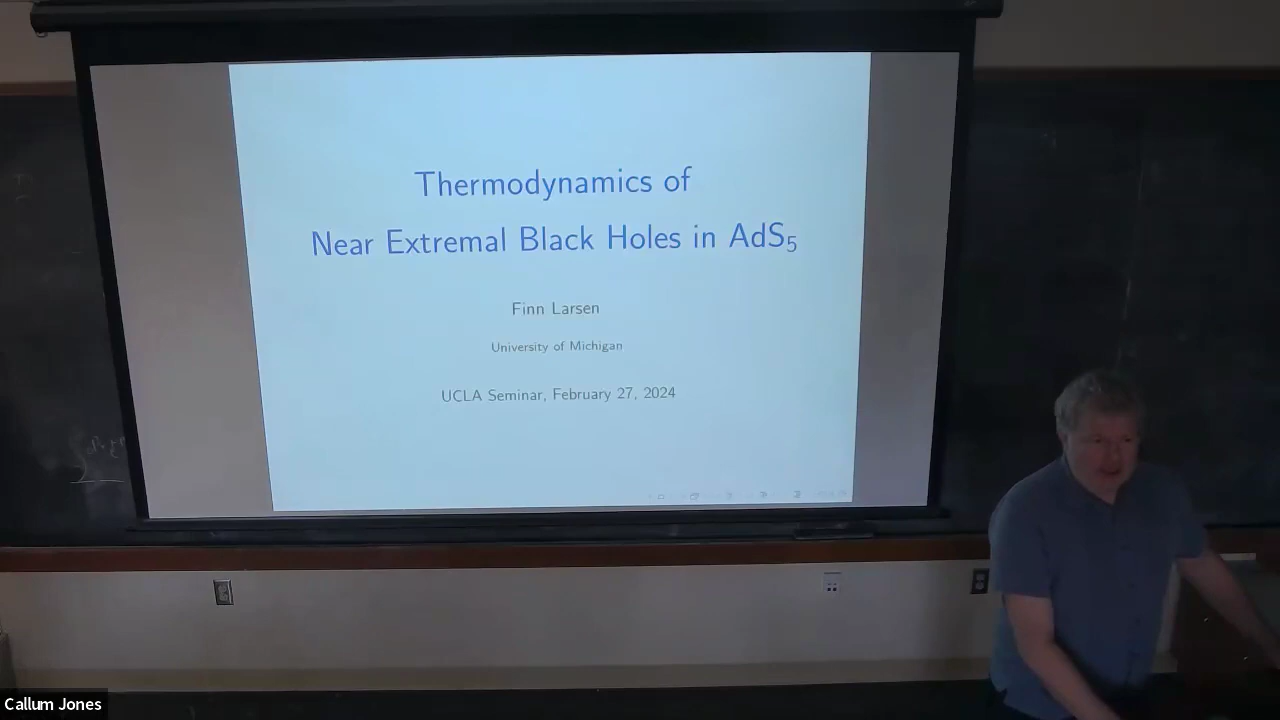 Thermodynamics of
Near Extremal Black Holes in AdS₅
Finn Larsen
University of Michigan
UCLA Seminar, February 27, 2024
Callum Jones